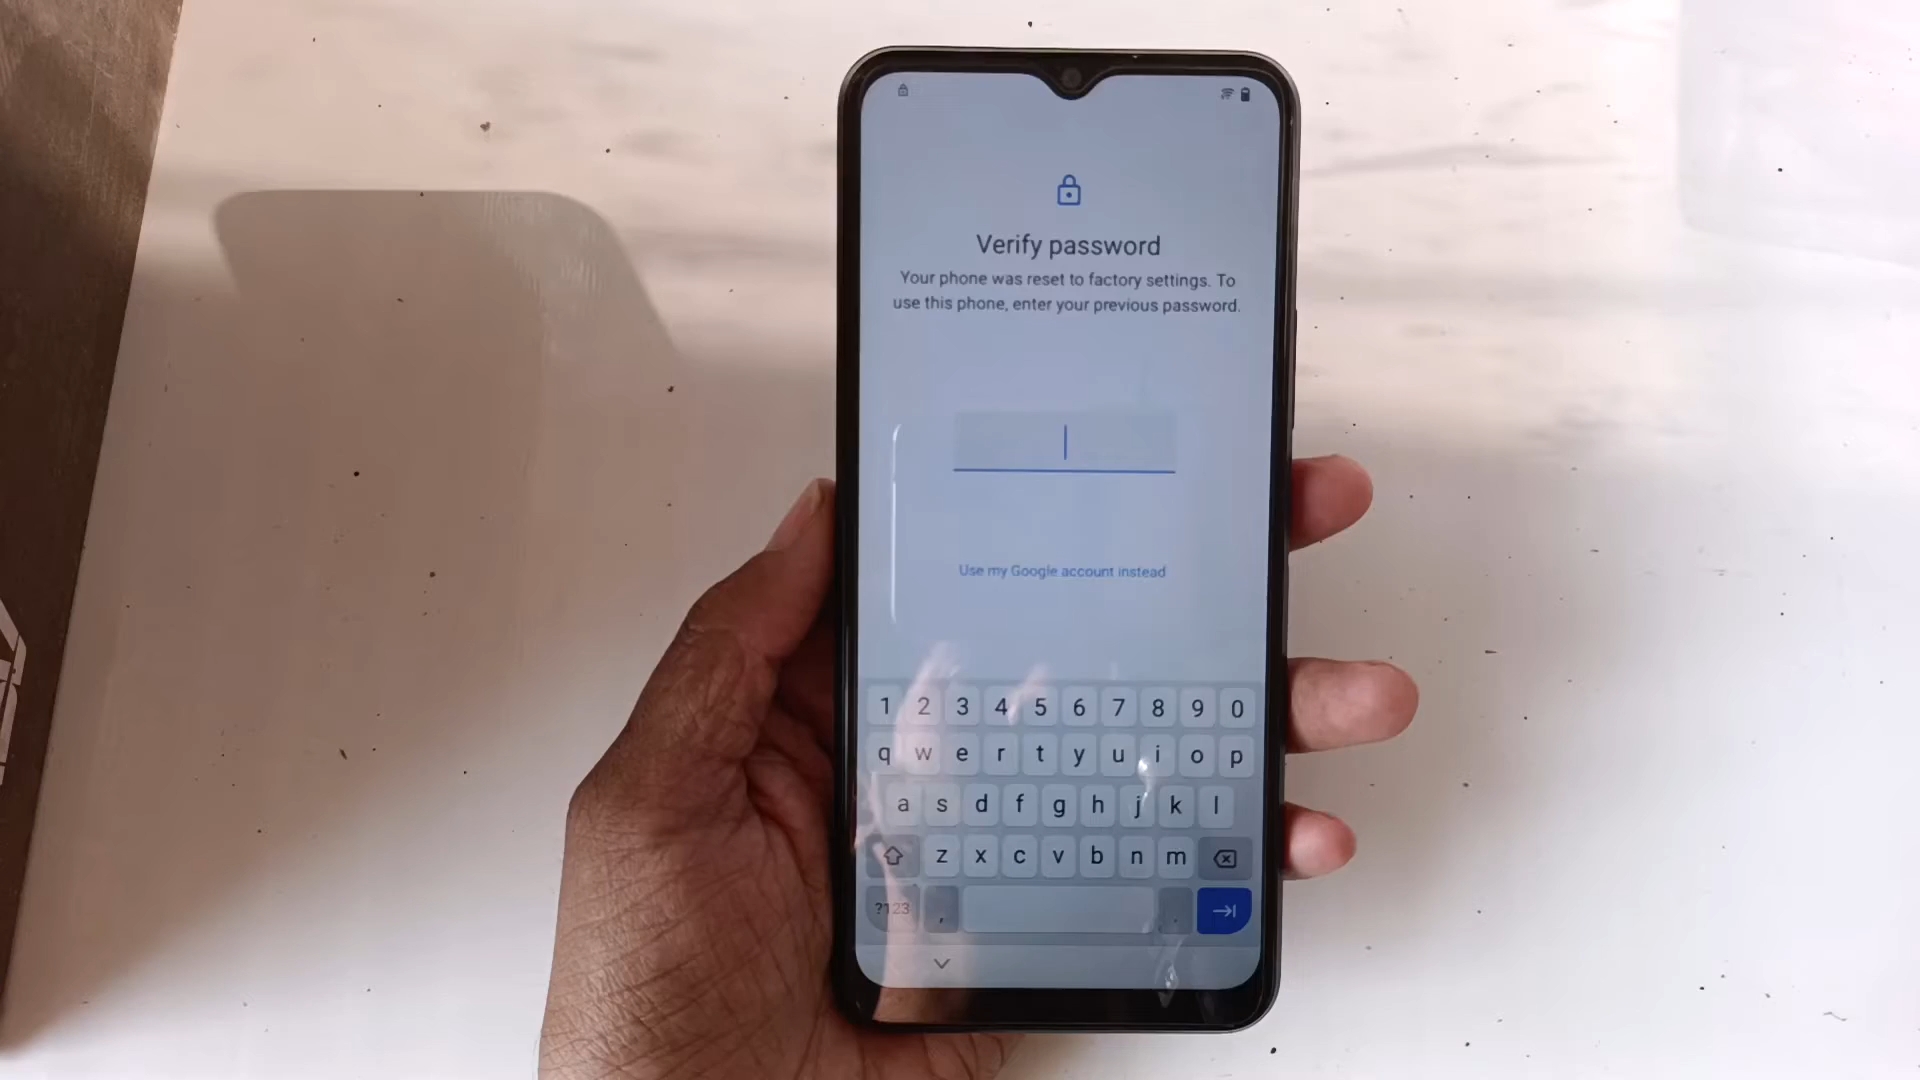 Verify password
Your phone was reset to factory settings. To
use this phone, enter your previous password.
Use my Google account instead
1 2 3 4 5 6 7 8 9 0
q w e r t y u i o p
a s d f g h j k l
z x c v b n m
?123 , .